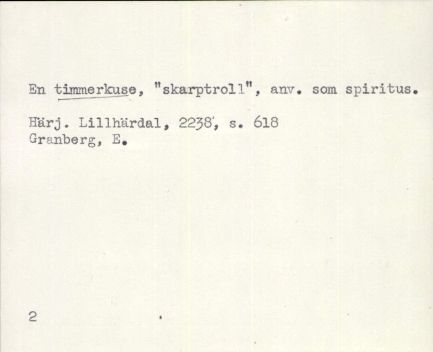 En timmerkuse, "skarptroll", anv. som spiritus.
Härj. Lillhärdal, 2238, s. 618
Granberg, E.
2